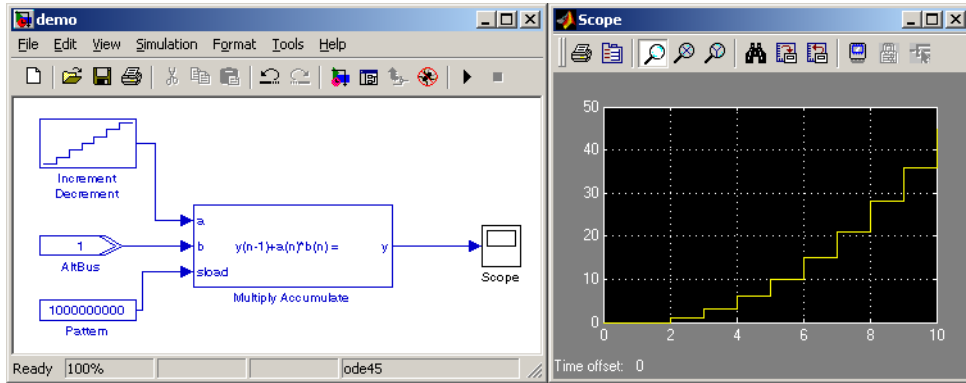 demo
File Edit View Simulation Format Tools Help
Increment
Decrement
a
1
b
y(n-1)+a(n)*b(n) =
y
AltBus
sload
Scope
1000000000
Multiply Accumulate
Pattern
Ready 100% ode45
Scope
50
40
30
20
10
0
0 2 4 6 8 10
Time offset: 0